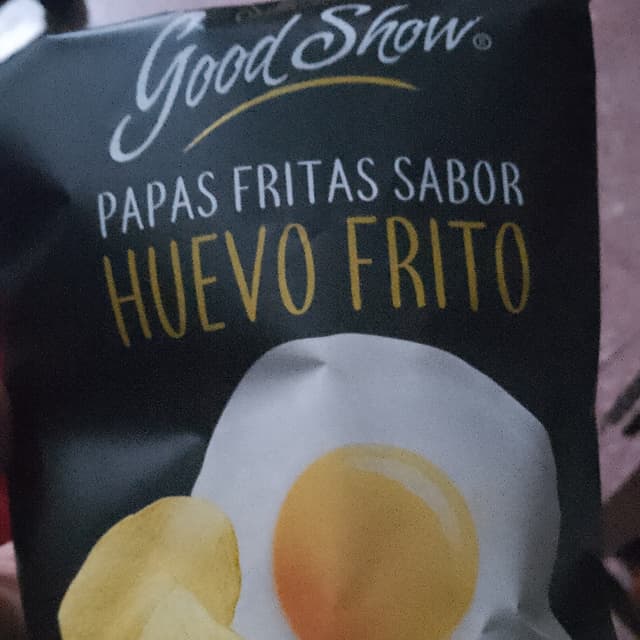 Good Show®
PAPAS FRITAS SABOR
HUEVO FRITO